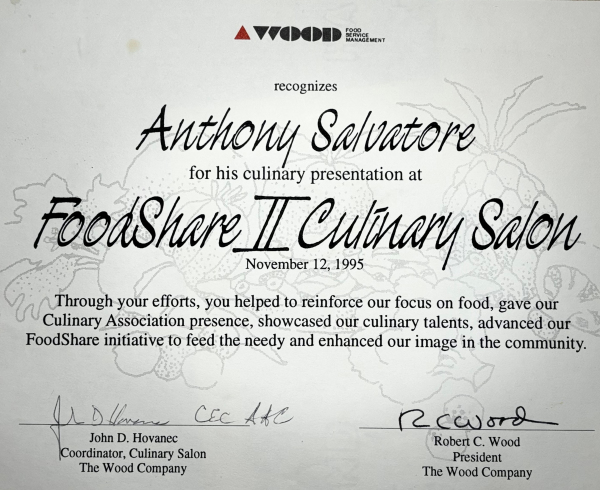 WOOD FOOD
SERVICE
MANAGEMENT
recognizes
Anthony Salvatore
for his culinary presentation at
FoodShare II Culinary Salon
November 12, 1995
Through your efforts, you helped to reinforce our focus on food, gave our
Culinary Association presence, showcased our culinary talents, advanced our
FoodShare initiative to feed the needy and enhanced our image in the community.
J D Hovanec CEC AAC
John D. Hovanec
Coordinator, Culinary Salon
The Wood Company
R C Wood
Robert C. Wood
President
The Wood Company